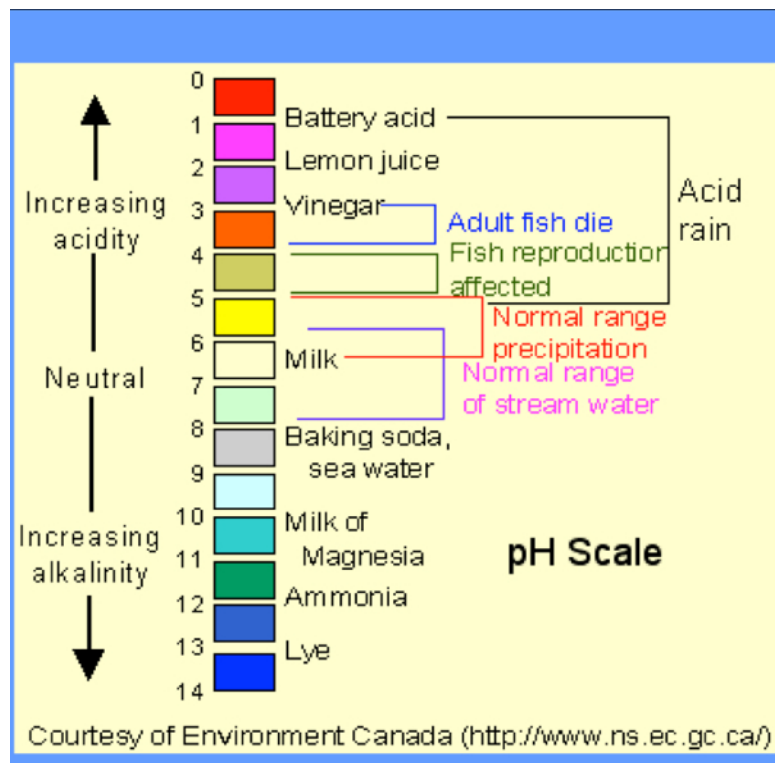 0
1
Battery acid
2
Lemon juice
3
Vinegar
Increasing
acidity
Adult fish die
Acid
rain
4
Fish reproduction
affected
5
Normal range
precipitation
6
Milk
Neutral
7
Normal range
of stream water
8
Baking soda,
sea water
9
10
Milk of
Magnesia
Increasing
alkalinity
11
pH Scale
Ammonia
12
13
Lye
14
Courtesy of Environment Canada (http://www.ns.ec.gc.ca/)